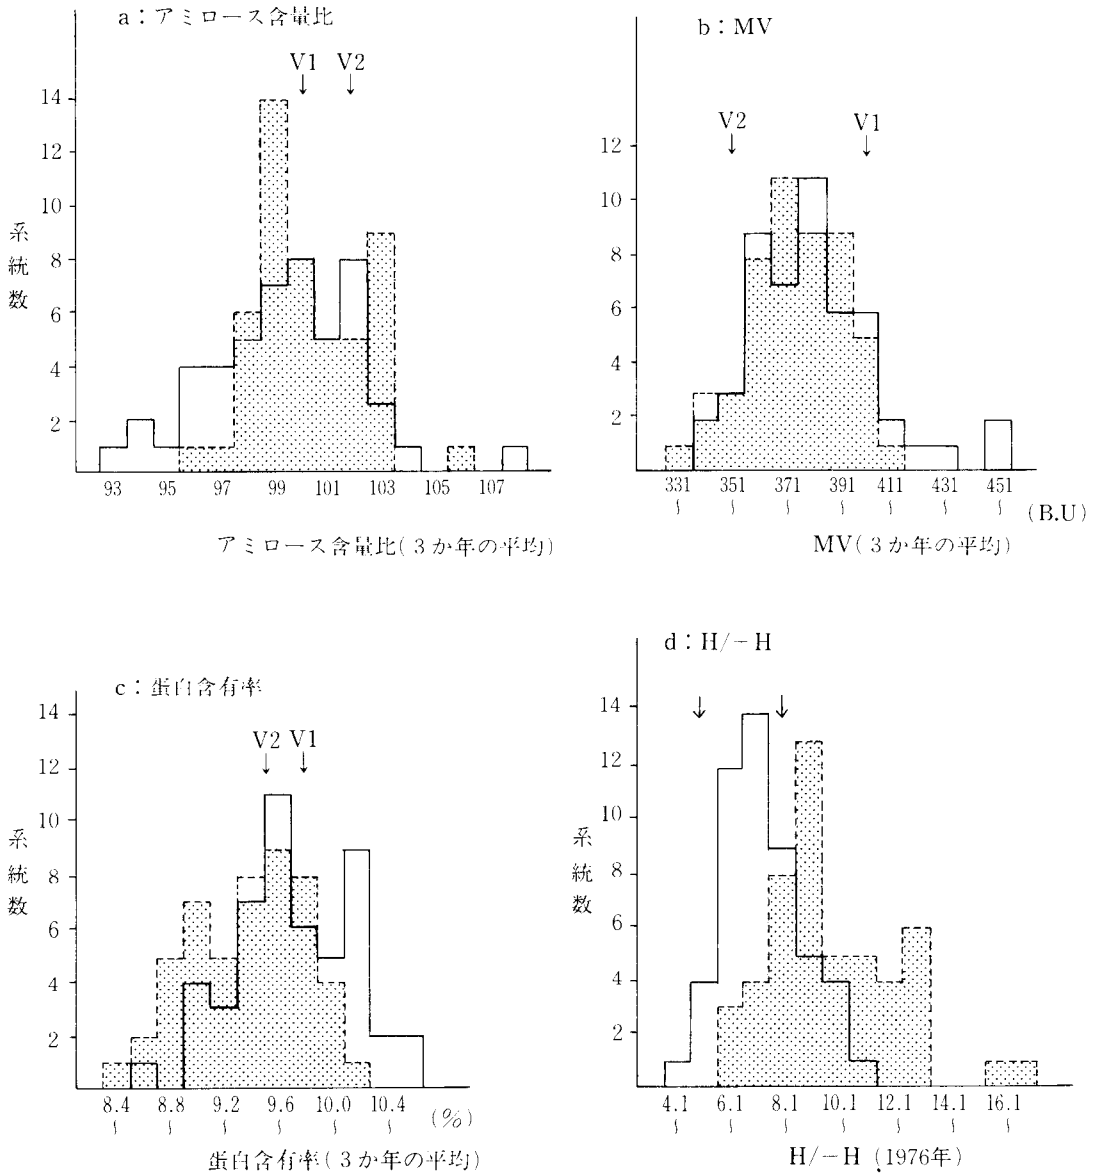 a：アミロース含量比
V1 V2
14
12
10
8
6
4
2
系統数
93 95 97 99 101 103 105 107
アミロース含量比(３か年の平均)
b：MV
V2 V1
12
10
8
6
4
2
331 351 371 391 411 431 451
〜 〜 〜 〜 〜 〜 〜 (B.U)
MV(３か年の平均)
c：蛋白含有率
V2 V1
14
12
10
8
6
4
2
系統数
8.4 8.8 9.2 9.6 10.0 10.4 (%)
〜 〜 〜 〜 〜 〜
蛋白含有率(３か年の平均)
d：H/−H
14
12
10
8
6
4
2
系統数
4.1 6.1 8.1 10.1 12.1 14.1 16.1
〜 〜 〜 〜 〜 〜 〜
H/−H (1976年)